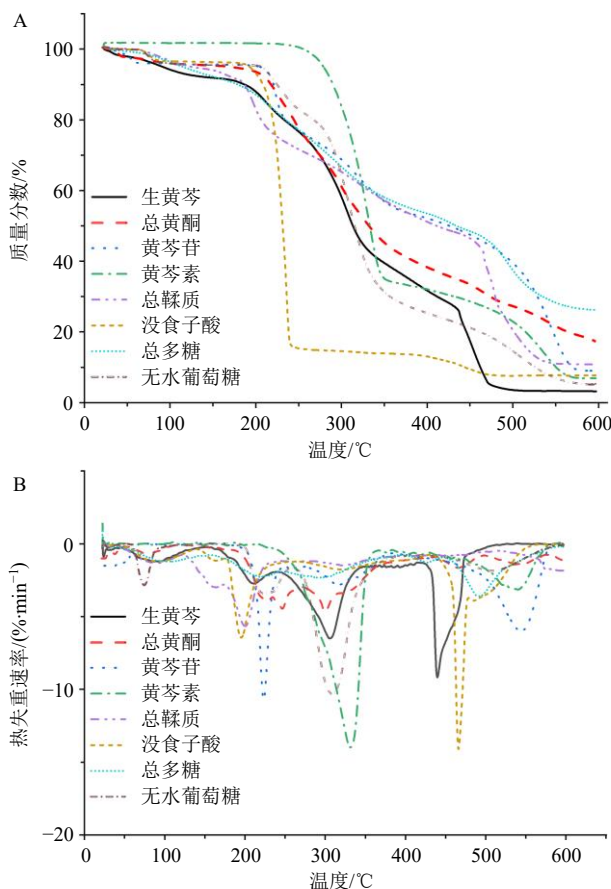 A
100
80
60
40
20
0
质量分数/%
生黄芩
总黄酮
黄芩苷
黄芩素
总鞣质
没食子酸
总多糖
无水葡萄糖
0 100 200 300 400 500 600
温度/℃
B
0
−10
−20
热失重速率/(%·min⁻¹)
生黄芩
总黄酮
黄芩苷
黄芩素
总鞣质
没食子酸
总多糖
无水葡萄糖
0 100 200 300 400 500 600
温度/℃